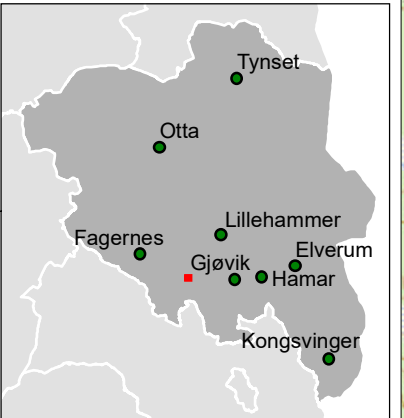 Tynset
Otta
Lillehammer
Fagernes
Elverum
Gjøvik
Hamar
Kongsvinger